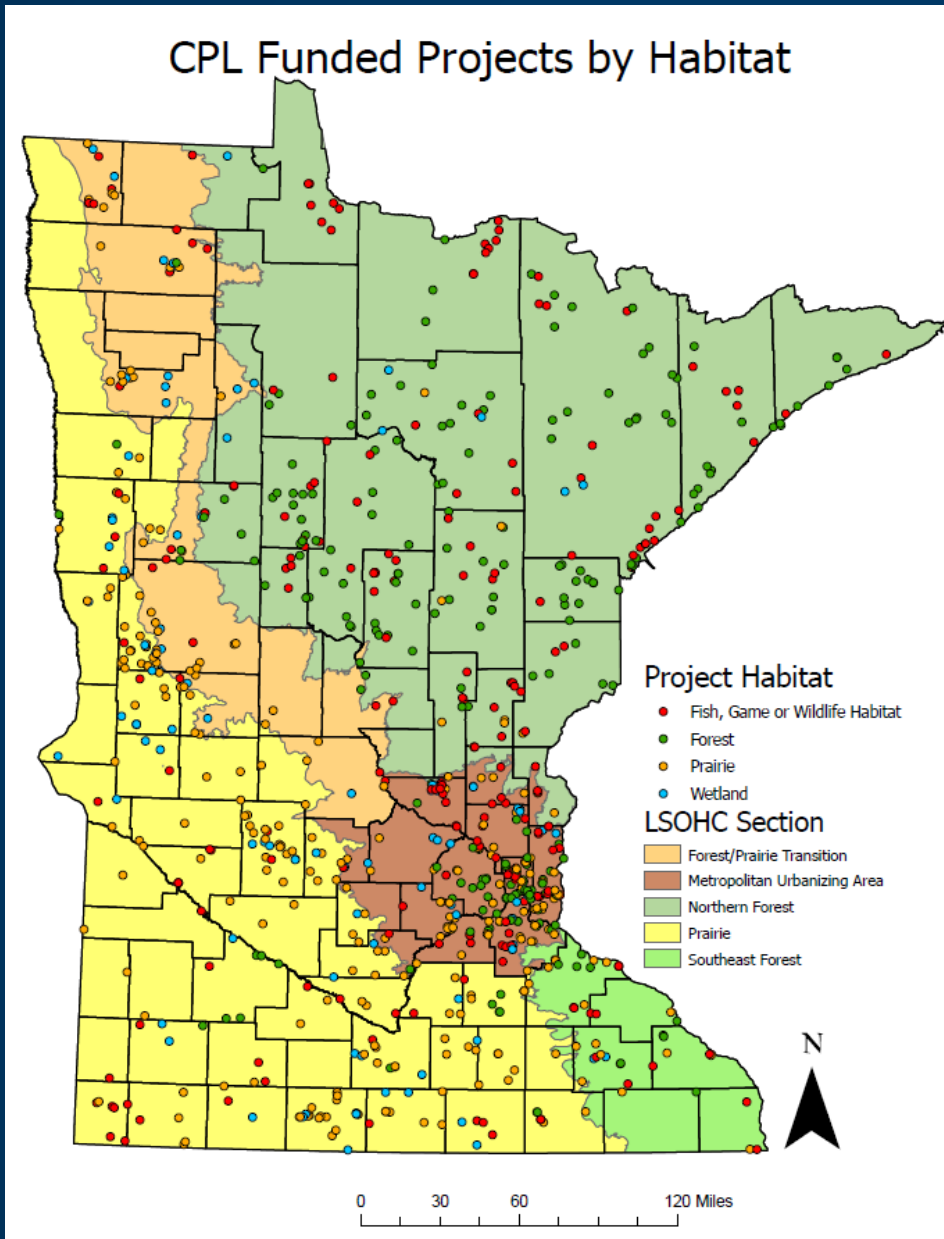 CPL Funded Projects by Habitat
Project Habitat
Fish, Game or Wildlife Habitat
Forest
Prairie
Wetland
LSOHC Section
Forest/Prairie Transition
Metropolitan Urbanizing Area
Northern Forest
Prairie
Southeast Forest
N
0 30 60 120 Miles